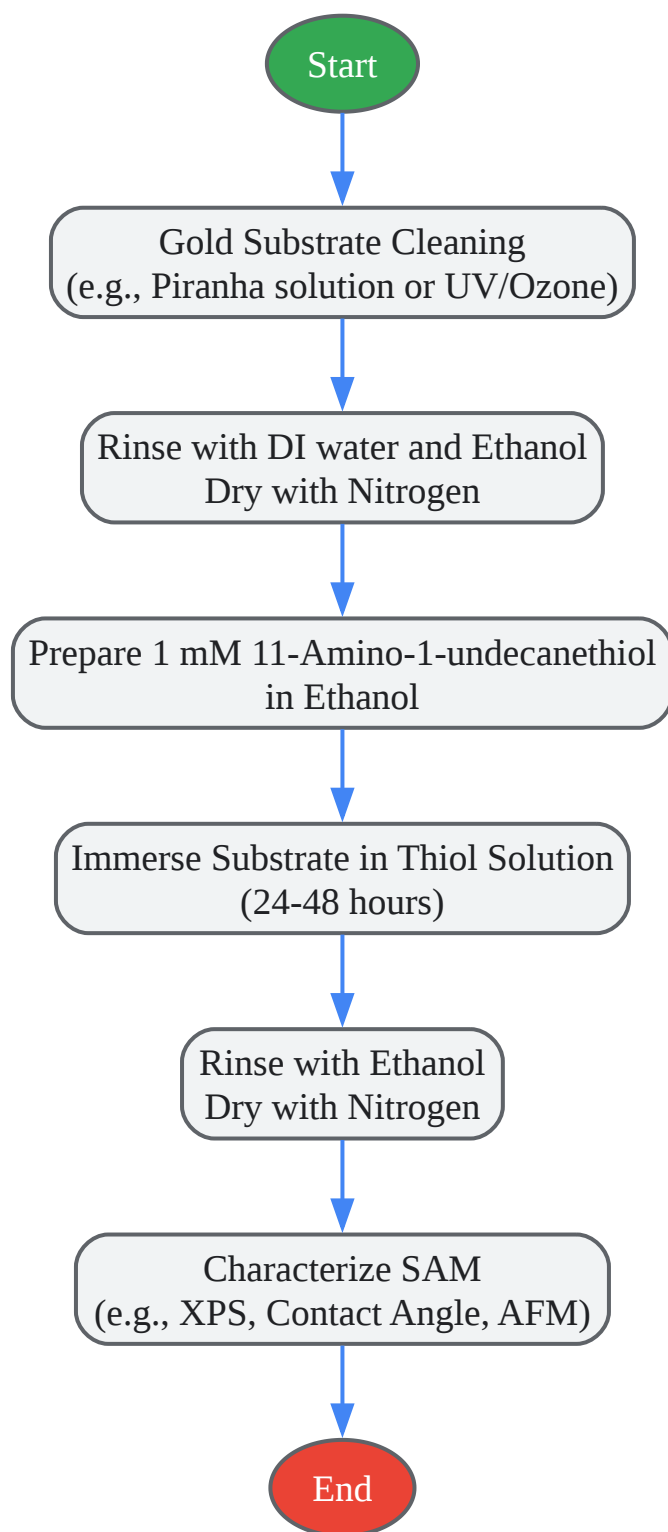 Start
Gold Substrate Cleaning
(e.g., Piranha solution or UV/Ozone)
Rinse with DI water and Ethanol
Dry with Nitrogen
Prepare 1 mM 11-Amino-1-undecanethiol
in Ethanol
Immerse Substrate in Thiol Solution
(24-48 hours)
Rinse with Ethanol
Dry with Nitrogen
Characterize SAM
(e.g., XPS, Contact Angle, AFM)
End